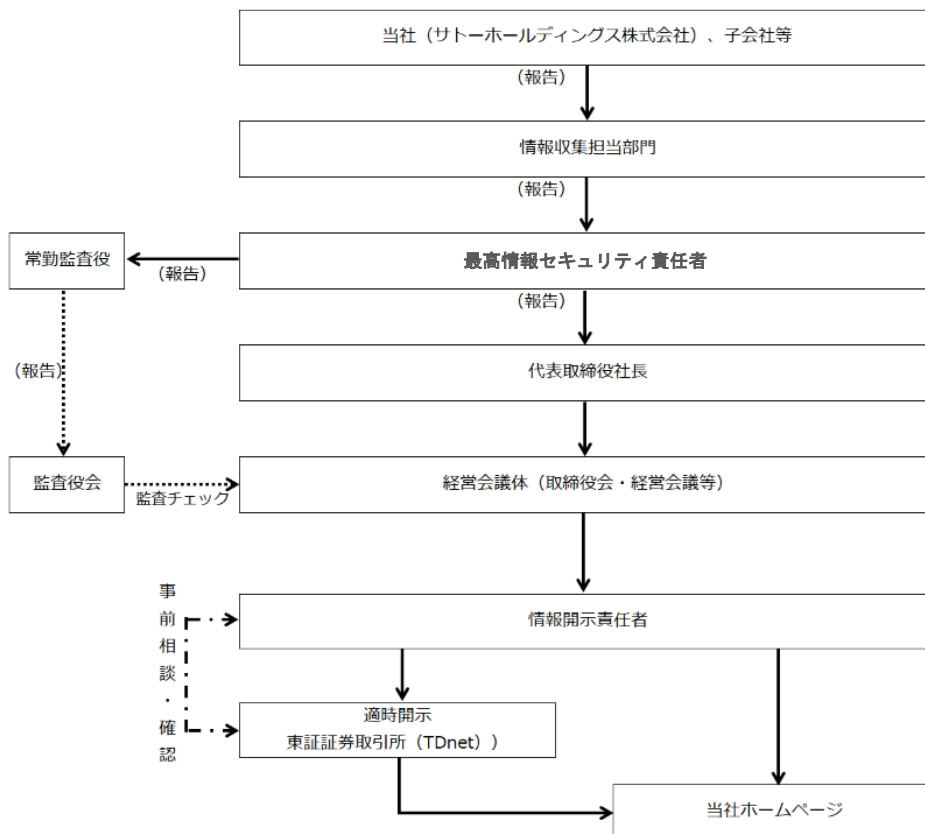 当社（サトーホールディングス株式会社）、子会社等
（報告）
情報収集担当部門
（報告）
常勤監査役
最高情報セキュリティ責任者
（報告）
（報告）
代表取締役社長
（報告）
監査役会
監査チェック
経営会議体（取締役会・経営会議等）
事前相談・確認
情報開示責任者
適時開示
東証証券取引所（TDnet））
当社ホームページ